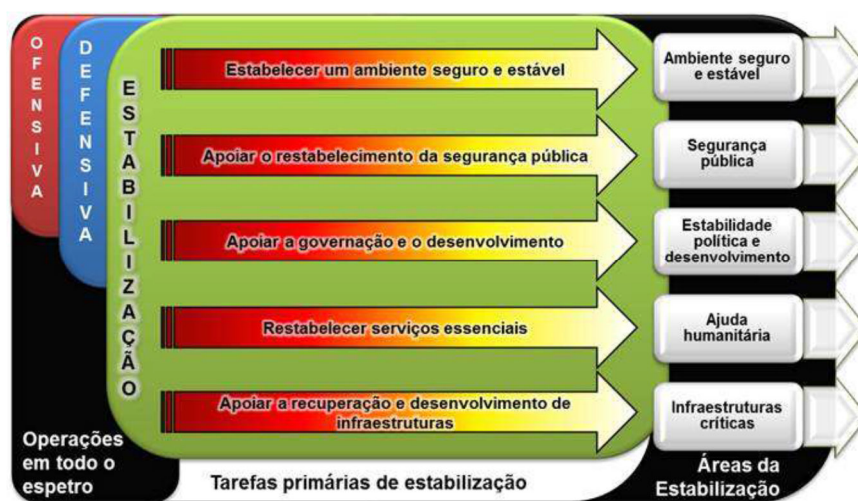 OFENSIVA
DEFENSIVA
ESTABILIZAÇÃO
Estabelecer um ambiente seguro e estável
Ambiente seguro
e estável
Apoiar o restabelecimento da segurança pública
Segurança
pública
Apoiar a governação e o desenvolvimento
Estabilidade
política e
desenvolvimento
Restabelecer serviços essenciais
Ajuda
humanitária
Apoiar a recuperação e desenvolvimento de
infraestruturas
Infraestruturas
críticas
Operações
em todo o
espetro
Tarefas primárias de estabilização
Áreas da
Estabilização